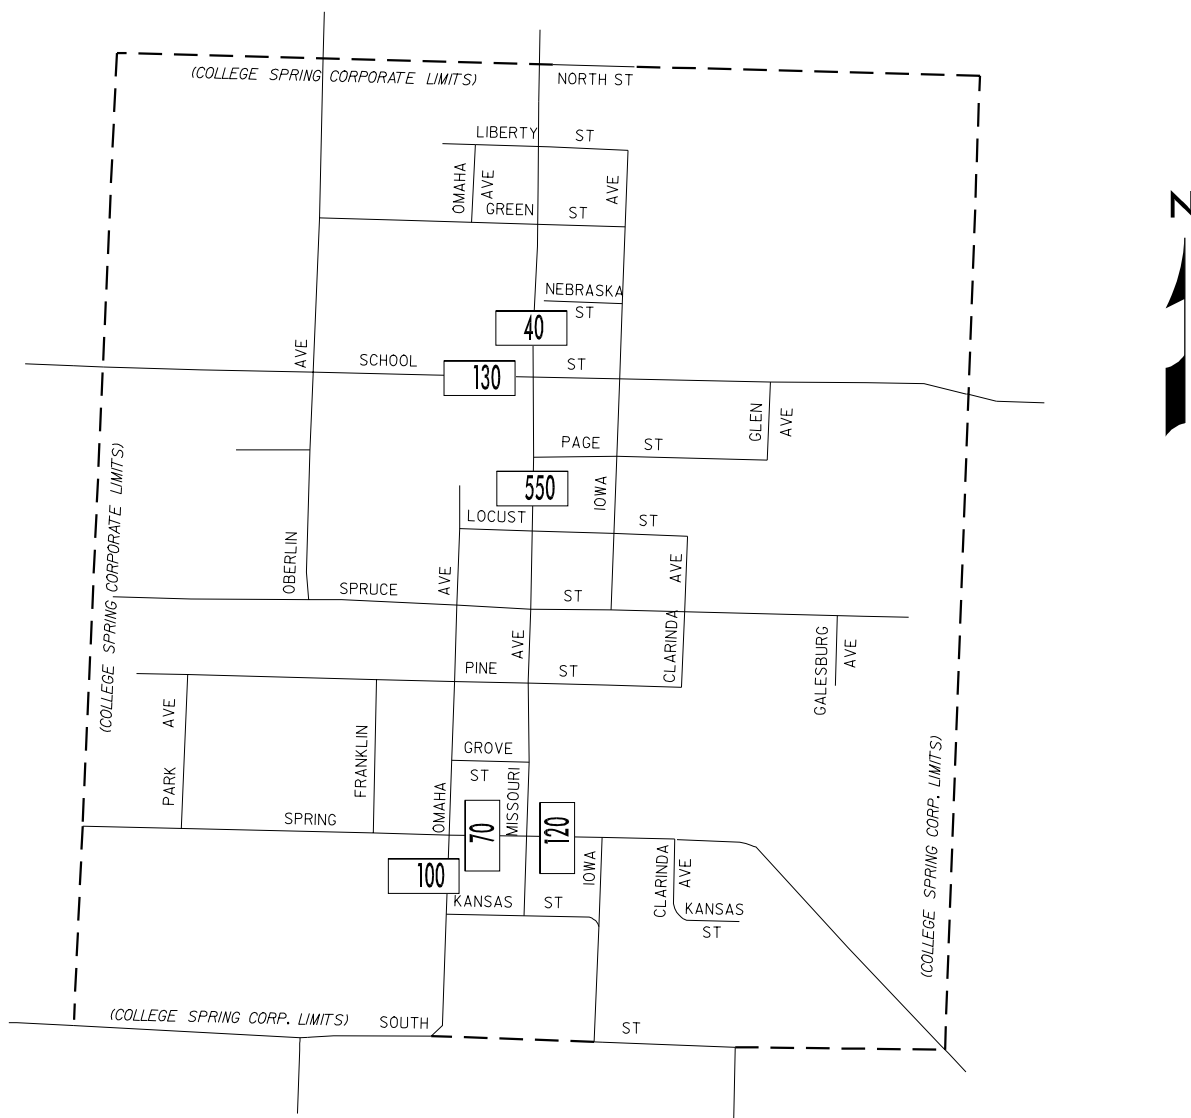 (COLLEGE SPRING CORPORATE LIMITS)
NORTH ST
LIBERTY ST
OMAHA AVE
AVE
GREEN ST
N
NEBRASKA
ST
40
AVE
SCHOOL ST
130
GLEN AVE
PAGE ST
(COLLEGE SPRING CORPORATE LIMITS)
550
IOWA
LOCUST ST
OBERLIN
AVE
AVE
SPRUCE ST
AVE
CLARINDA
GALESBURG AVE
PINE ST
PARK AVE
FRANKLIN
GROVE
ST
MISSOURI
OMAHA
(COLLEGE SPRING CORP. LIMITS)
SPRING
70
120
100
IOWA
CLARINDA AVE
KANSAS ST
KANSAS
ST
(COLLEGE SPRING CORP. LIMITS)
SOUTH ST